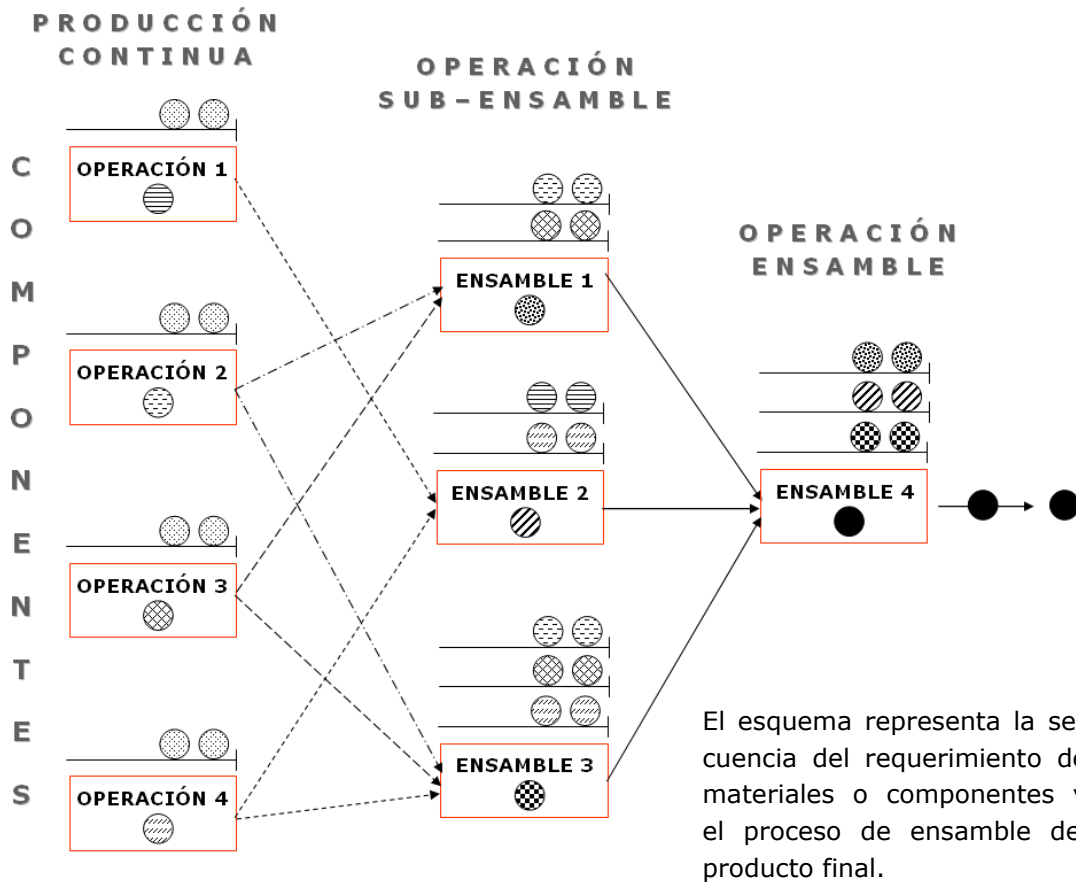 PRODUCCIÓN
CONTINUA
OPERACIÓN
SUB-ENSAMBLE
OPERACIÓN
ENSAMBLE
COMPONENTES
OPERACIÓN 1
OPERACIÓN 2
OPERACIÓN 3
OPERACIÓN 4
ENSAMBLE 1
ENSAMBLE 2
ENSAMBLE 3
ENSAMBLE 4
El esquema representa la se
cuencia del requerimiento de
materiales o componentes y
el proceso de ensamble de
producto final.